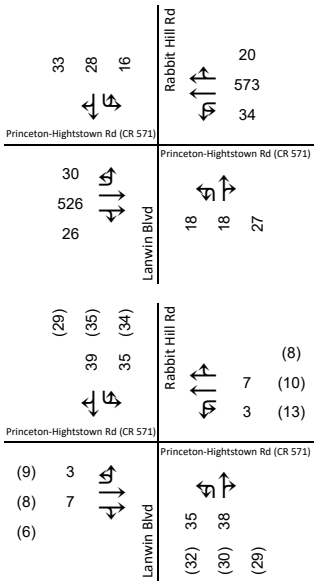 33 28 16
Rabbit Hill Rd
20
573
34
Princeton-Hightstown Rd (CR 571)
Princeton-Hightstown Rd (CR 571)
30
526
26
Lanwin Blvd
18 18 27
(29) (35) (34)
39 35
Rabbit Hill Rd
(8)
7 (10)
3 (13)
Princeton-Hightstown Rd (CR 571)
Princeton-Hightstown Rd (CR 571)
(9) 3
(8) 7
(6)
Lanwin Blvd
35 38
(32) (30) (29)